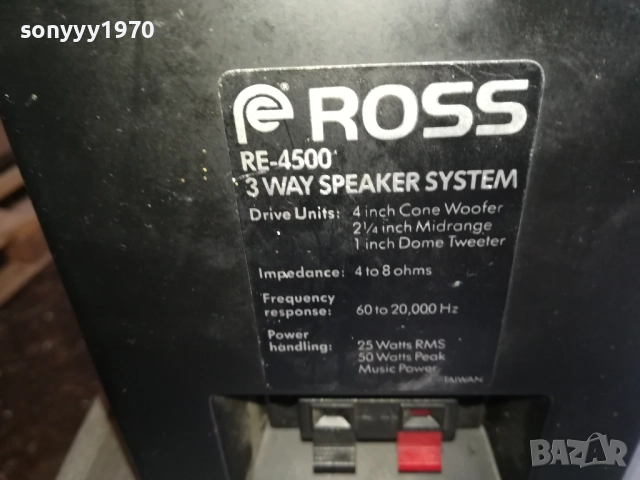 sonyyy1970
re ROSS
RE-4500
3 WAY SPEAKER SYSTEM
Drive Units: 4 inch Cone Woofer
2¼ inch Midrange
1 inch Dome Tweeter
Impedance: 4 to 8 ohms
Frequency
response: 60 to 20,000 Hz
Power
handling: 25 Watts RMS
50 Watts Peak
Music Power
TAIWAN
BAZAR